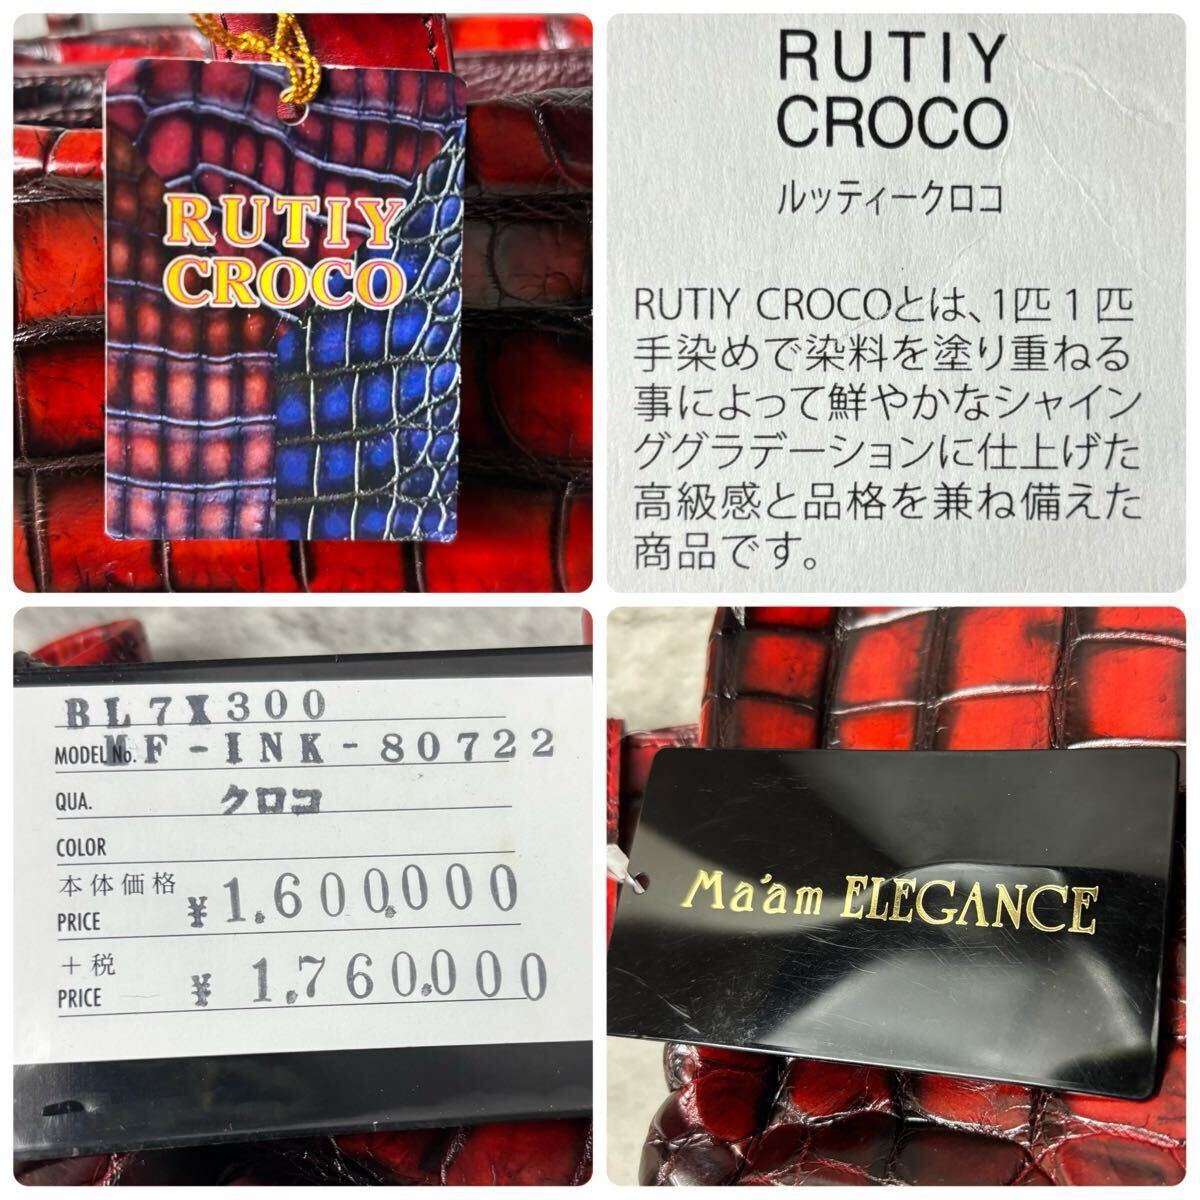 RUTIY
CROCO
RUTIY
CROCO
ルッティークロコ
RUTIY CROCOとは、1匹1匹
手染めで染料を塗り重ねる
事によって鮮やかなシャイン
ググラデーションに仕上げた
高級感と品格を兼ね備えた
商品です。
BL7X300
MODEL No. MF-INK-80722
QUA. クロコ
COLOR
本体価格
PRICE ¥1.600.000
＋税
PRICE ¥1.760.000
Ma'am ELEGANCE